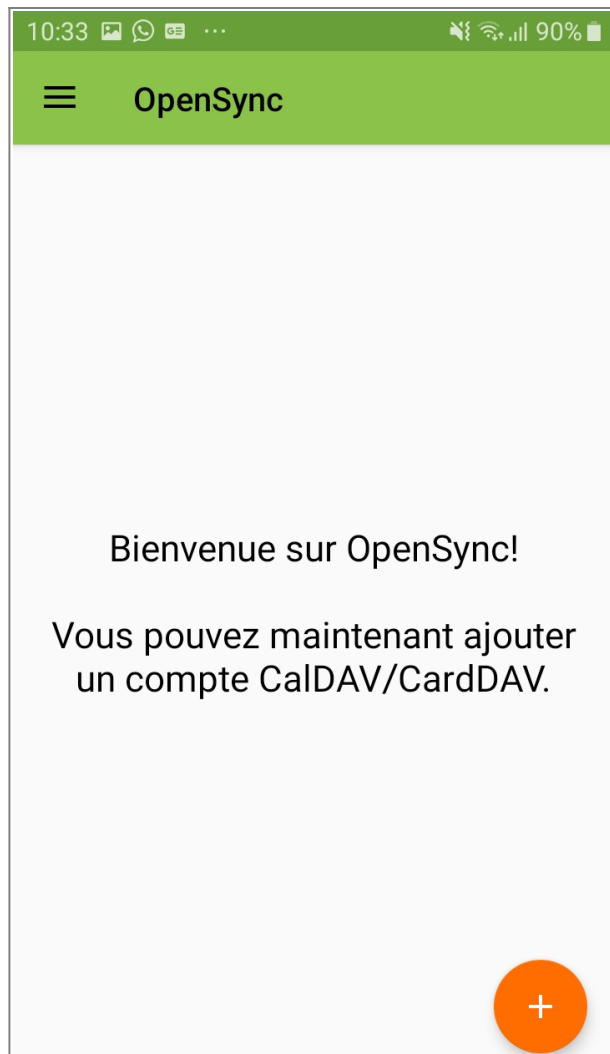 10:33 ... 90%
OpenSync
Bienvenue sur OpenSync!
Vous pouvez maintenant ajouter
un compte CalDAV/CardDAV.
+